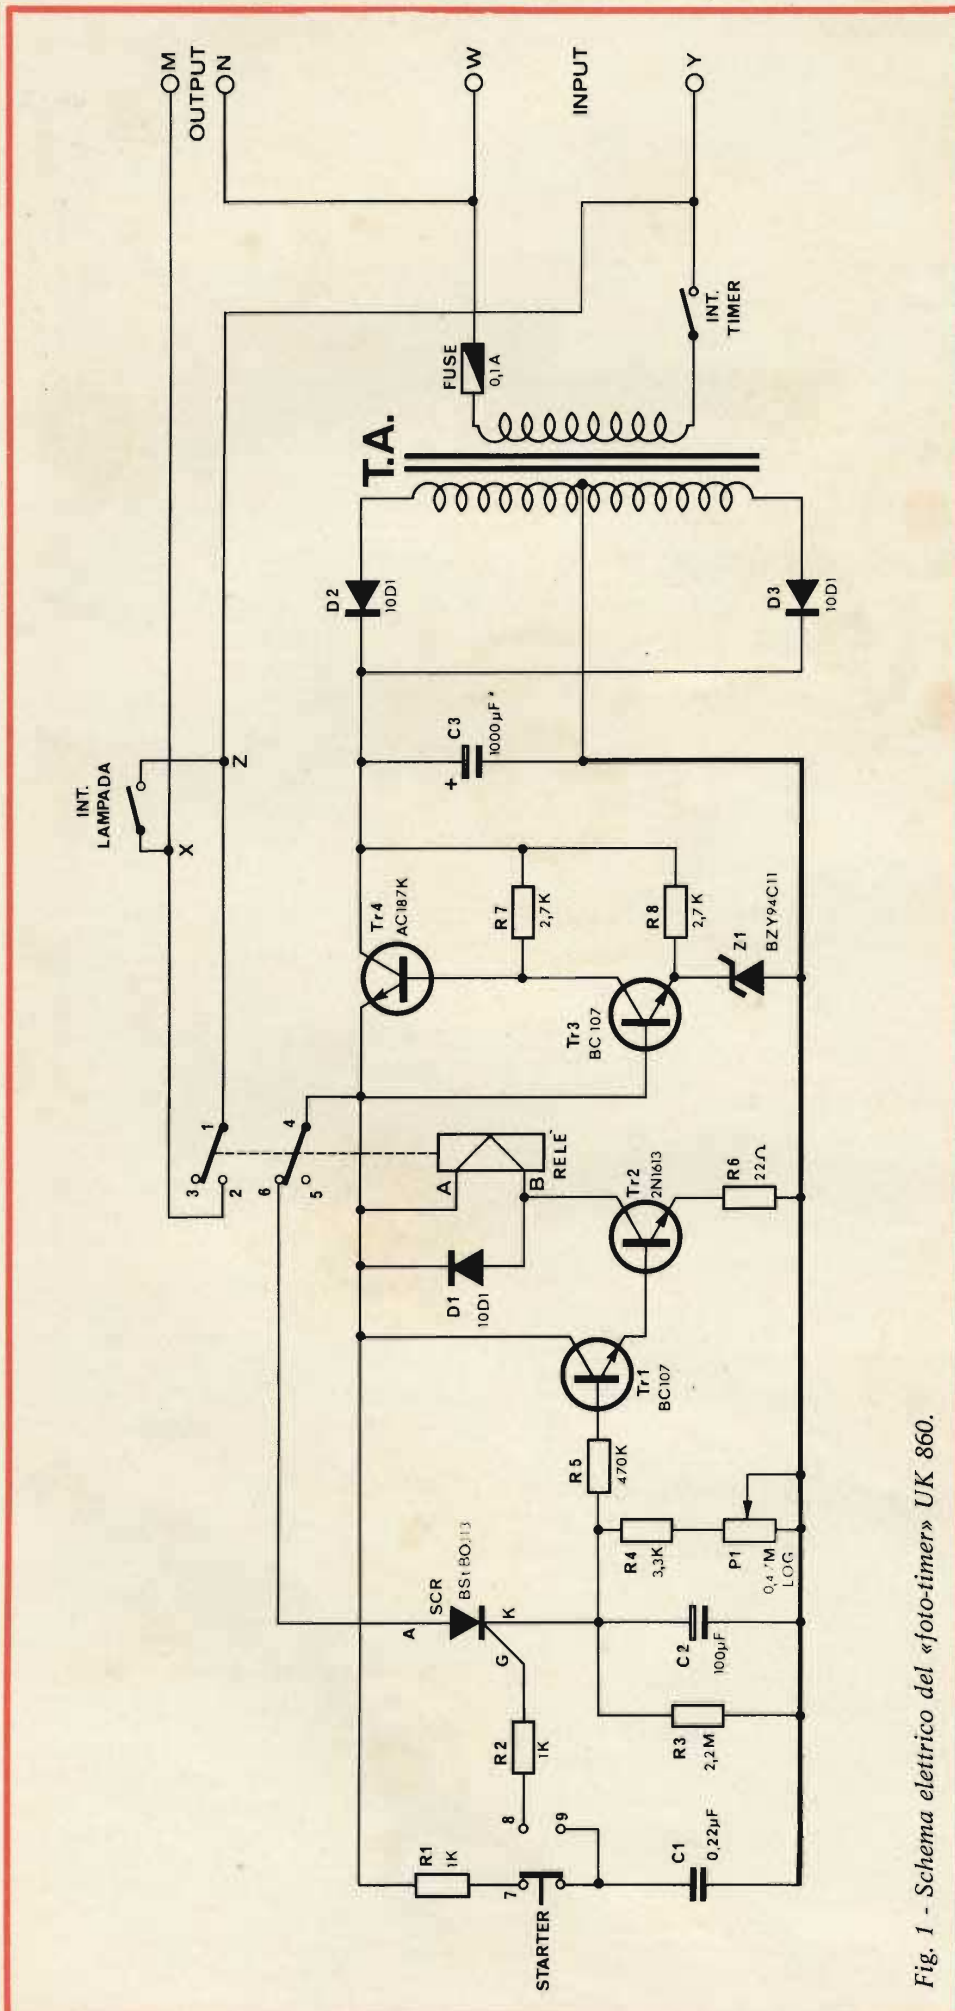 M
OUTPUT
N
W
INPUT
Y
INT.
TIMER
FUSE
0,1A
T.A.
D2
10D1
D3
10D1
INT.
LAMPADA
X
Z
+
C3
1000µF*
Tr4
AC187K
R7
2,7K
R8
2,7K
Z1
BZY94C11
Tr3
BC 107
1
2
3
4
5
6
A
B
RELE`
D1
10D1
Tr2
2N1613
R6
22Ω
Tr1
BC107
R5
470K
R4
3,3K
P1
LOG
SCR
A
K
G
C2
100µF
R2
1K
R3
2,2M
R1
1K
7
8
9
STARTER
C1
0,22µF
Fig. 1 - Schema elettrico del «foto-timer» UK 860.